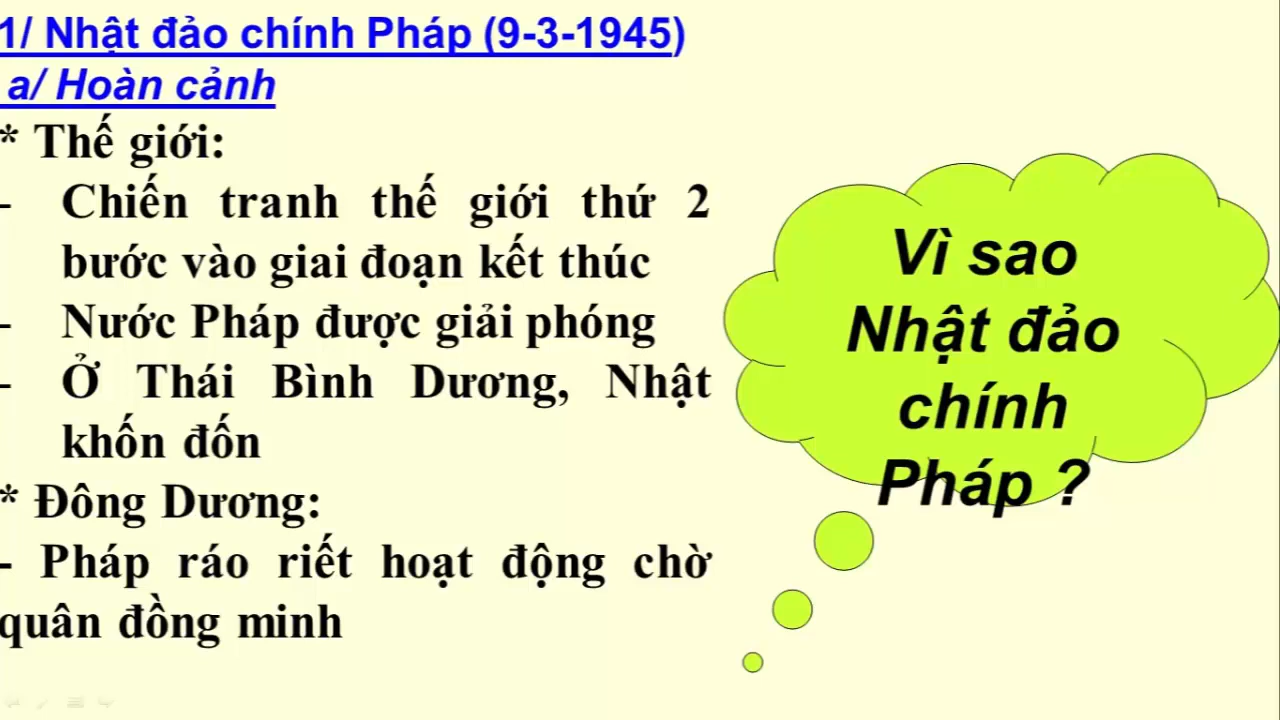 1/ Nhật đảo chính Pháp (9-3-1945)
a/ Hoàn cảnh
* Thế giới:
- Chiến tranh thế giới thứ 2
bước vào giai đoạn kết thúc
- Nước Pháp được giải phóng
- Ở Thái Bình Dương, Nhật
khốn đốn
* Đông Dương:
- Pháp ráo riết hoạt động chờ
quân đồng minh
Vì sao
Nhật đảo
chính
Pháp ?